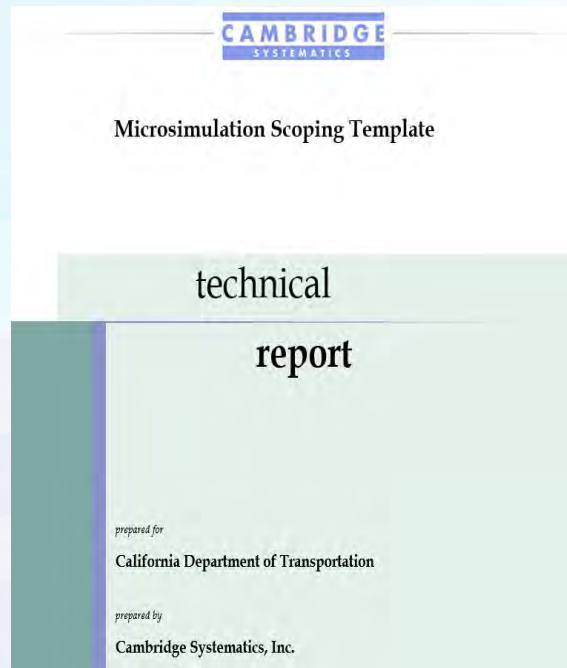 CAMBRIDGE
SYSTEMATICS
Microsimulation Scoping Template
technical
report
prepared for
California Department of Transportation
prepared by
Cambridge Systematics, Inc.